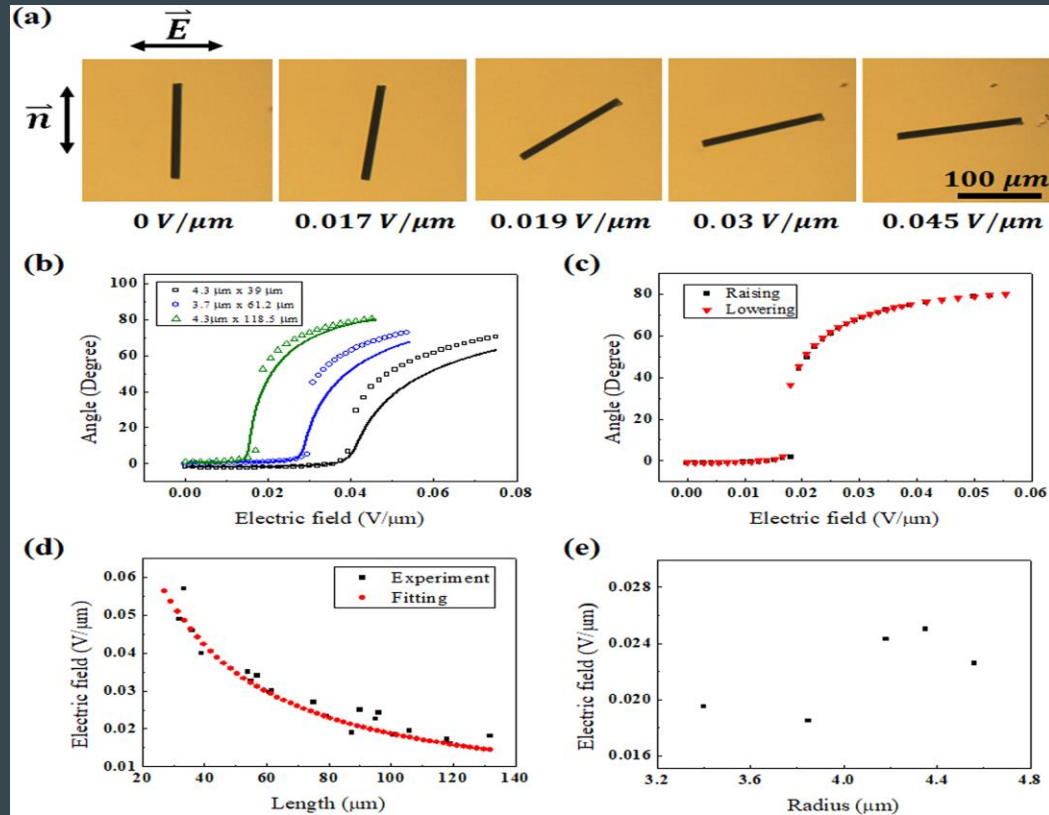 (a)
E
n
100 μm
0 V/μm 0.017 V/μm 0.019 V/μm 0.03 V/μm 0.045 V/μm
(b)
100
80
60
40
20
0
Angle (Degree)
4.3 μm x 39 μm
3.7 μm x 61.2 μm
4.3μm x 118.5 μm
0.00 0.02 0.04 0.06 0.08
Electric field (V/μm)
(c)
80
60
40
20
0
Angle (Degree)
Raising
Lowering
0.00 0.01 0.02 0.03 0.04 0.05 0.06
Electric field (V/μm)
(d)
0.06
0.05
0.04
0.03
0.02
0.01
Electric field (V/μm)
Experiment
Fitting
20 40 60 80 100 120 140
Length (μm)
(e)
0.028
0.024
0.020
0.016
Electric field (V/μm)
3.2 3.6 4.0 4.4 4.8
Radius (μm)